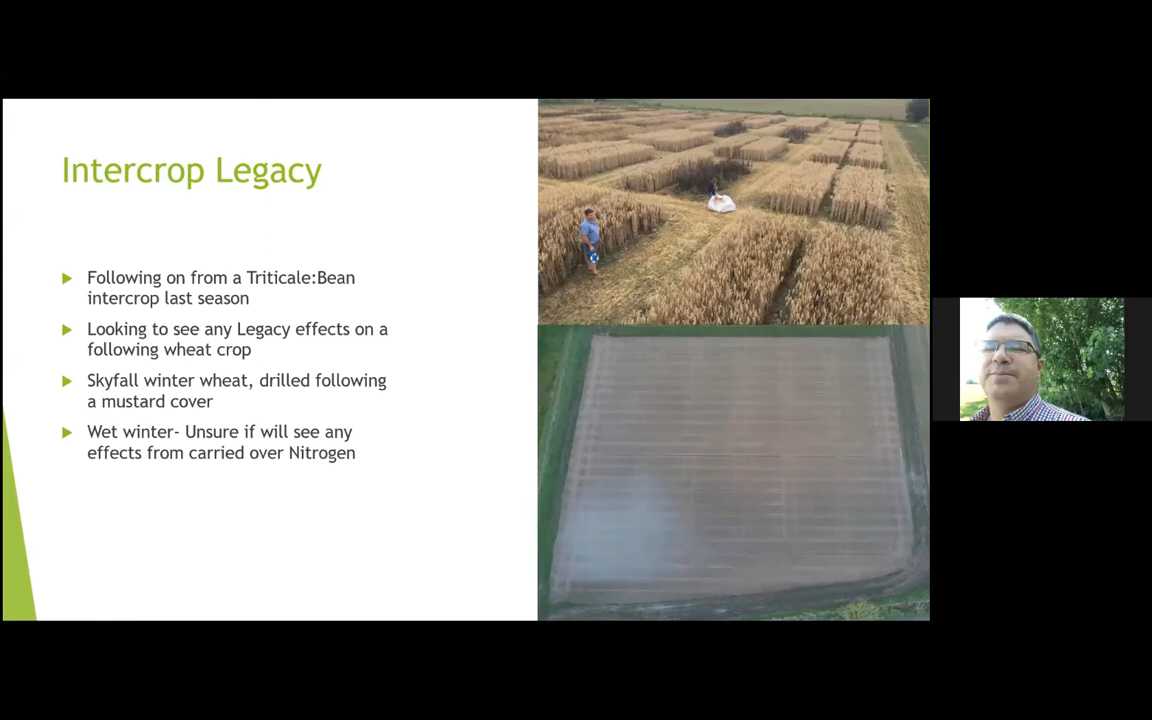 Intercrop Legacy
Following on from a Triticale:Bean
intercrop last season
Looking to see any Legacy effects on a
following wheat crop
Skyfall winter wheat, drilled following
a mustard cover
Wet winter- Unsure if will see any
effects from carried over Nitrogen